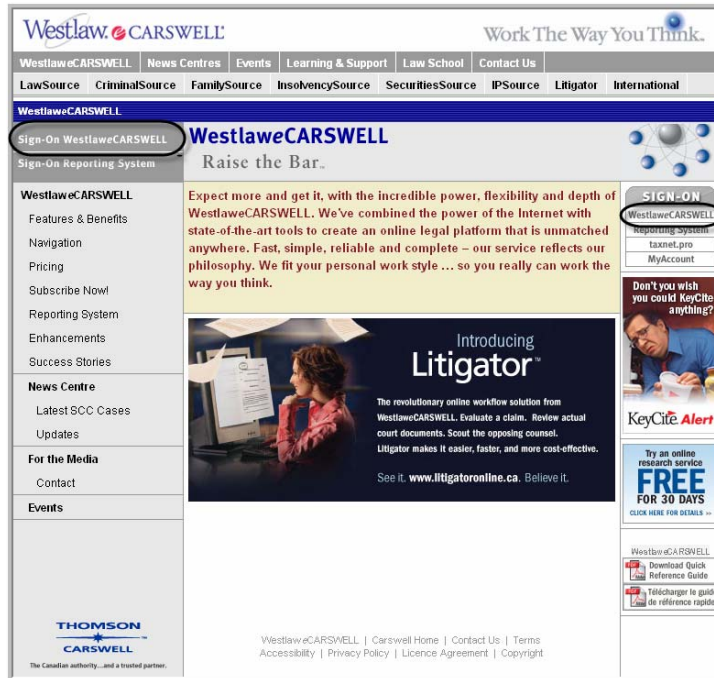 Westlaw. eCARSWELL
Work The Way You Think.
WestlaweCARSWELL News Centres Events Learning & Support Law School Contact Us
LawSource CriminalSource FamilySource InsolvencySource SecuritiesSource IPSource Litigator International
WestlaweCARSWELL
Sign-On WestlaweCARSWELL
Sign-On Reporting System
WestlaweCARSWELL
Features & Benefits
Navigation
Pricing
Subscribe Now!
Reporting System
Enhancements
Success Stories
News Centre
Latest SCC Cases
Updates
For the Media
Contact
Events
THOMSON
CARSWELL
The Canadian authority...and a trusted partner.
WestlaweCARSWELL
Raise the Bar™
Expect more and get it, with the incredible power, flexibility and depth of
WestlaweCARSWELL. We've combined the power of the Internet with
state-of-the-art tools to create an online legal platform that is unmatched
anywhere. Fast, simple, reliable and complete – our service reflects our
philosophy. We fit your personal work style ... so you really can work the
way you think.
Introducing
Litigator™
The revolutionary online workflow solution from
WestlaweCARSWELL. Evaluate a claim. Review actual
court documents. Scout the opposing counsel.
Litigator makes it easier, faster, and more cost-effective.
See it. www.litigatoronline.ca. Believe it.
SIGN-ON
WestlaweCARSWELL
Reporting System
taxnet.pro
MyAccount
Don't you wish
you could KeyCite
anything?
KeyCite Alert
Try an online
research service
FREE
FOR 30 DAYS
CLICK HERE FOR DETAILS »
WestlaweCARSWELL
Download Quick
Reference Guide
Télécharger le guide
de référence rapide
WestlaweCARSWELL | Carswell Home | Contact Us | Terms
Accessibility | Privacy Policy | Licence Agreement | Copyright